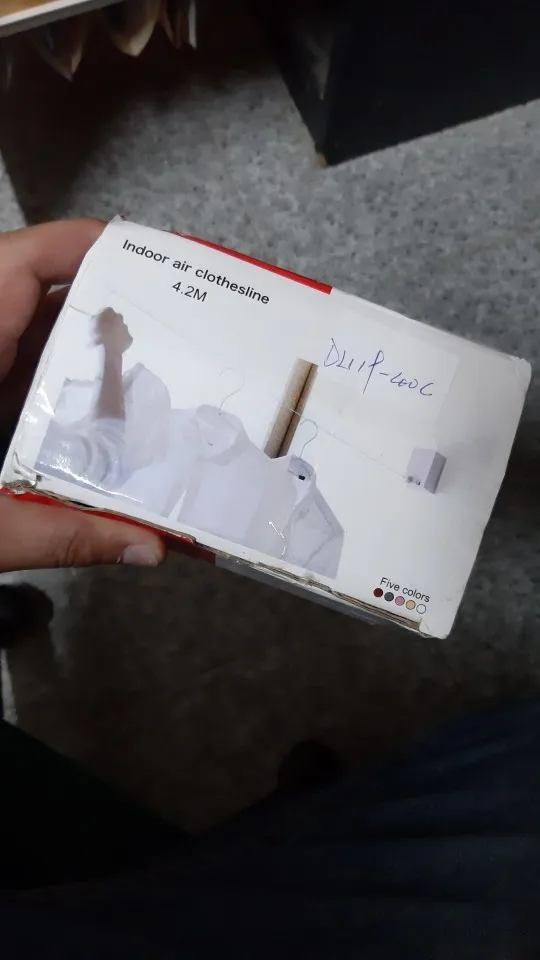 Indoor air clothesline
4.2M
Five colors